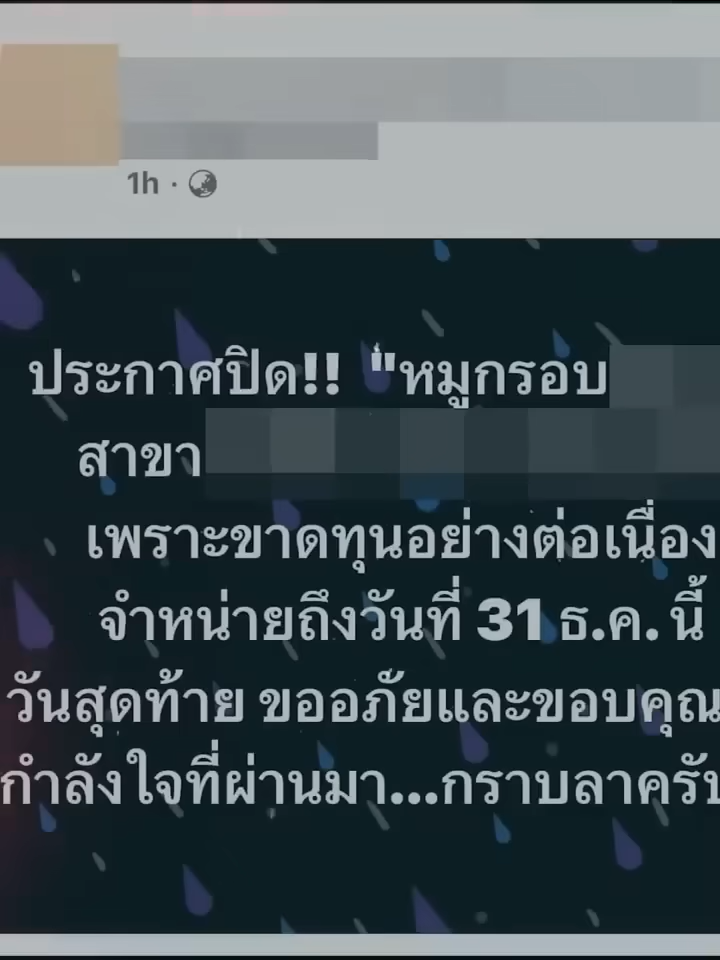 1h ·
ประกาศปิด!! "หมูกรอบ
สาขา
เพราะขาดทุนอย่างต่อเนื่อง
จำหน่ายถึงวันที่ 31 ธ.ค. นี้
วันสุดท้าย ขออภัยและขอบคุณ
กำลังใจที่ผ่านมา...กราบลาครับ